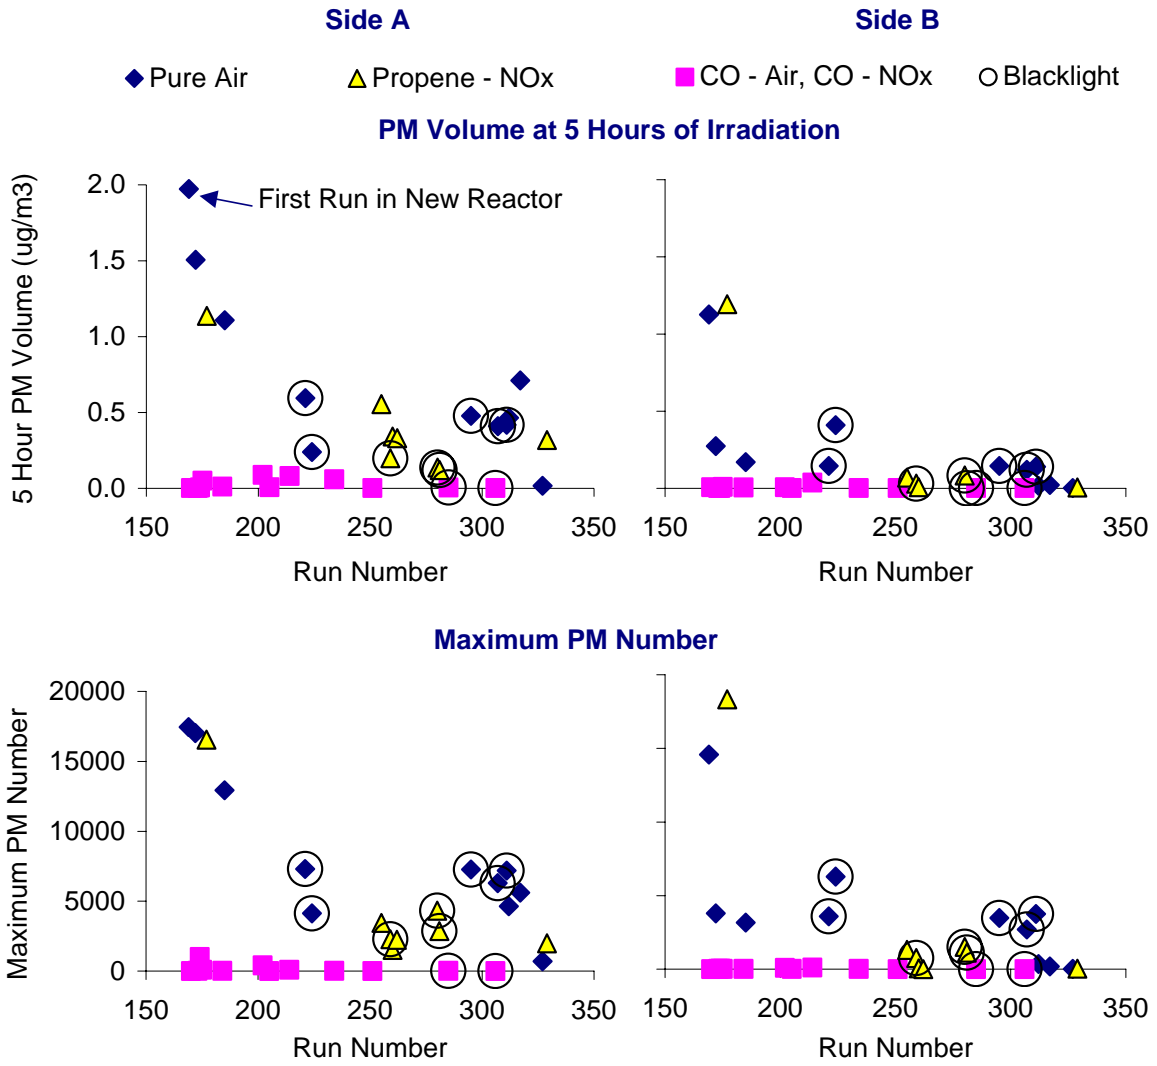 Side A Side B
Pure Air Propene - NOx CO - Air, CO - NOx Blacklight
PM Volume at 5 Hours of Irradiation
5 Hour PM Volume (ug/m3)
2.0
1.5
1.0
0.5
0.0
First Run in New Reactor
150 200 250 300 350
Run Number
150 200 250 300 350
Run Number
Maximum PM Number
Maximum PM Number
20000
15000
10000
5000
0
150 200 250 300 350
Run Number
150 200 250 300 350
Run Number